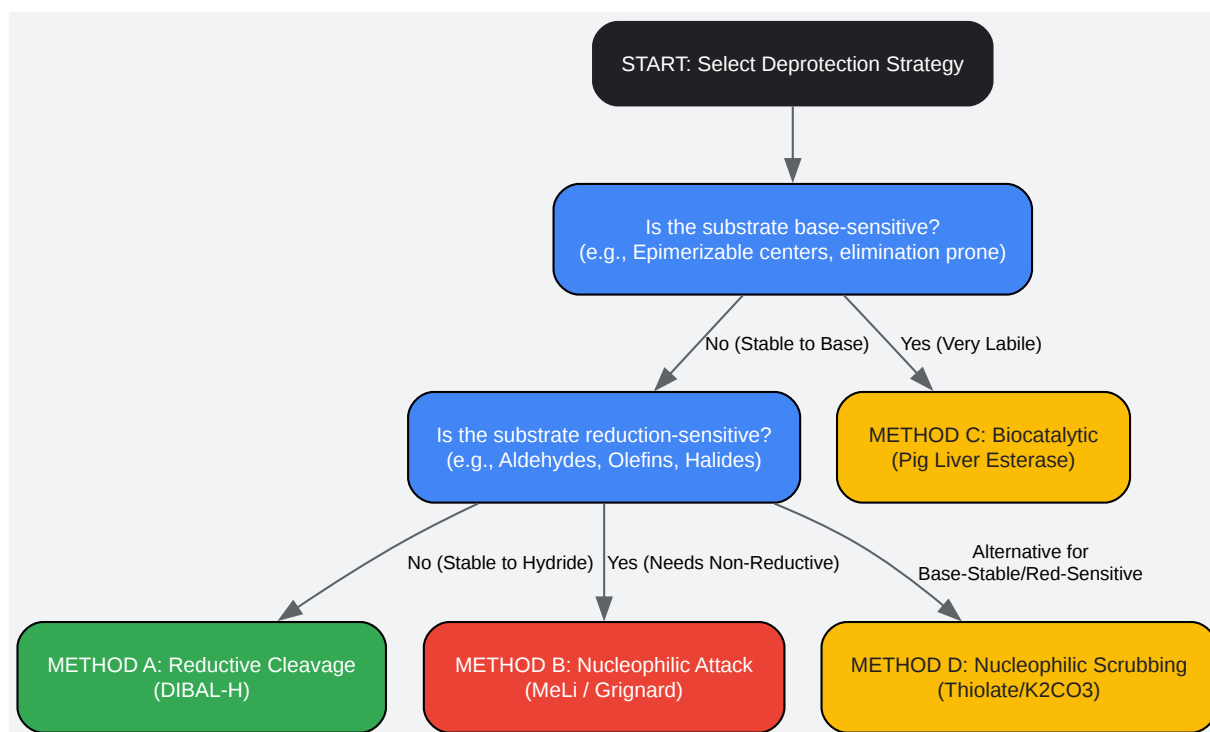 START: Select Deprotection Strategy
Is the substrate base-sensitive?
(e.g., Epimerizable centers, elimination prone)
No (Stable to Base)
Yes (Very Labile)
Is the substrate reduction-sensitive?
(e.g., Aldehydes, Olefins, Halides)
METHOD C: Biocatalytic
(Pig Liver Esterase)
No (Stable to Hydride)
Yes (Needs Non-Reductive)
Alternative for
Base-Stable/Red-Sensitive
METHOD A: Reductive Cleavage
(DIBAL-H)
METHOD B: Nucleophilic Attack
(MeLi / Grignard)
METHOD D: Nucleophilic Scrubbing
(Thiolate/K2CO3)